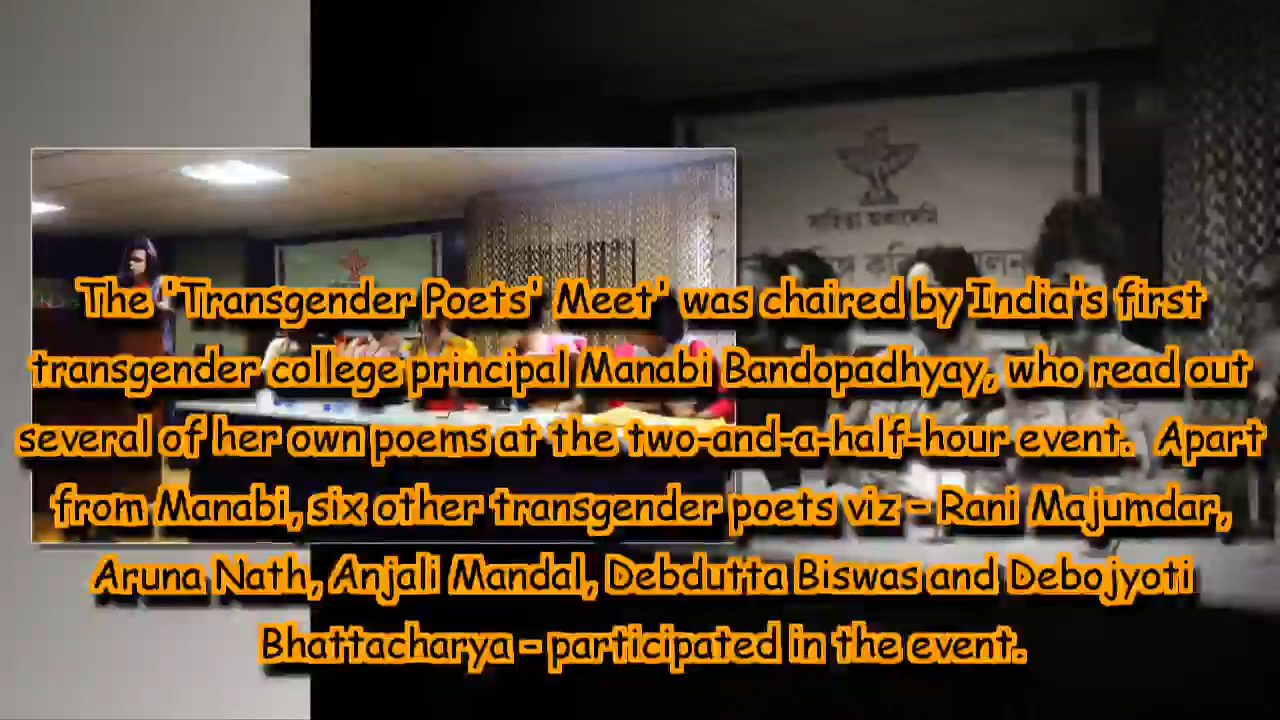 সাহিত্য অকাদেমি
The 'Transgender Poets' Meet' was chaired by India's first
transgender college principal Manabi Bandopadhyay, who read out
several of her own poems at the two-and-a-half-hour event. Apart
from Manabi, six other transgender poets viz - Rani Majumdar,
Aruna Nath, Anjali Mandal, Debdutta Biswas and Debojyoti
Bhattacharya - participated in the event.